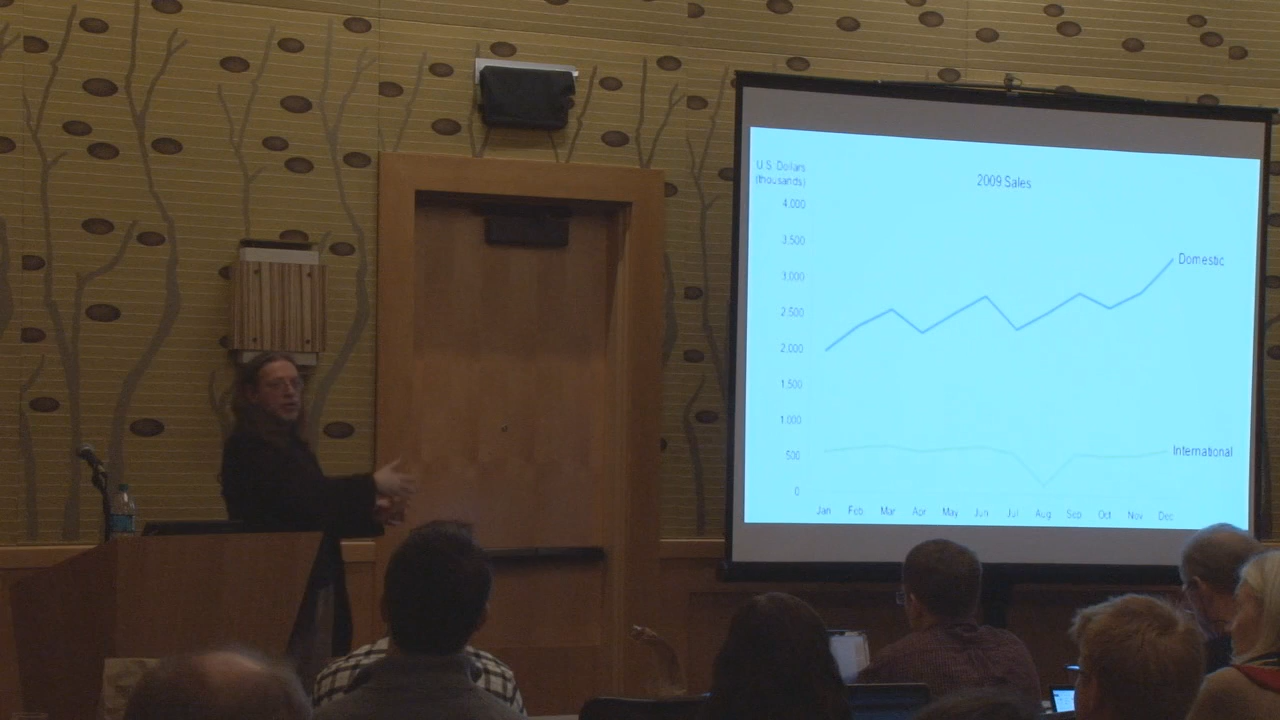 U.S. Dollars
(thousands)
2009 Sales
4,000
3,500
3,000
2,500
2,000
1,500
1,000
500
0
Domestic
International
Jan Feb Mar Apr May Jun Jul Aug Sep Oct Nov Dec